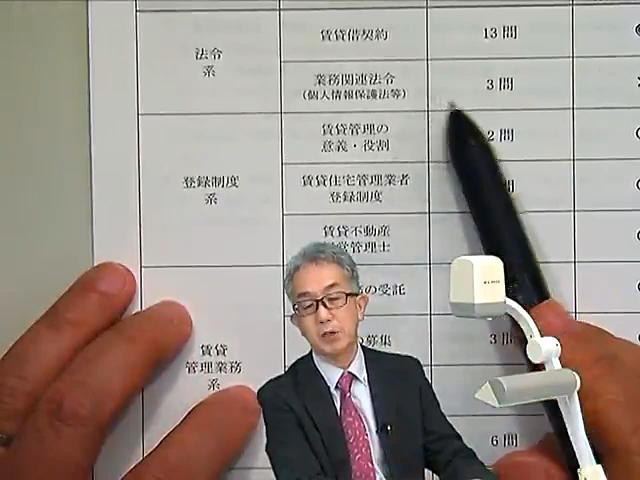 賃貸借契約
13問
法令
系
業務関連法令
(個人情報保護法等)
3問
賃貸管理の
意義・役割
2問
登録制度
系
賃貸住宅管理業者
登録制度
問
賃貸不動産
営管理士
の受託
賃貸
管理業務
系
の募集
3問
6問